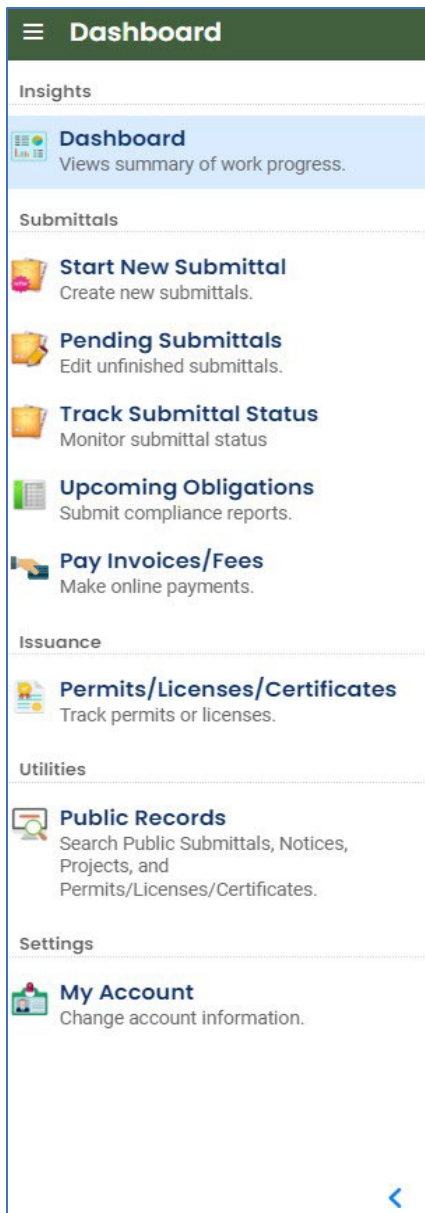 Dashboard
Insights
Dashboard
Views summary of work progress.
Submittals
Start New Submittal
Create new submittals.
Pending Submittals
Edit unfinished submittals.
Track Submittal Status
Monitor submittal status
Upcoming Obligations
Submit compliance reports.
Pay Invoices/Fees
Make online payments.
Issuance
Permits/Licenses/Certificates
Track permits or licenses.
Utilities
Public Records
Search Public Submittals, Notices,
Projects, and
Permits/Licenses/Certificates.
Settings
My Account
Change account information.